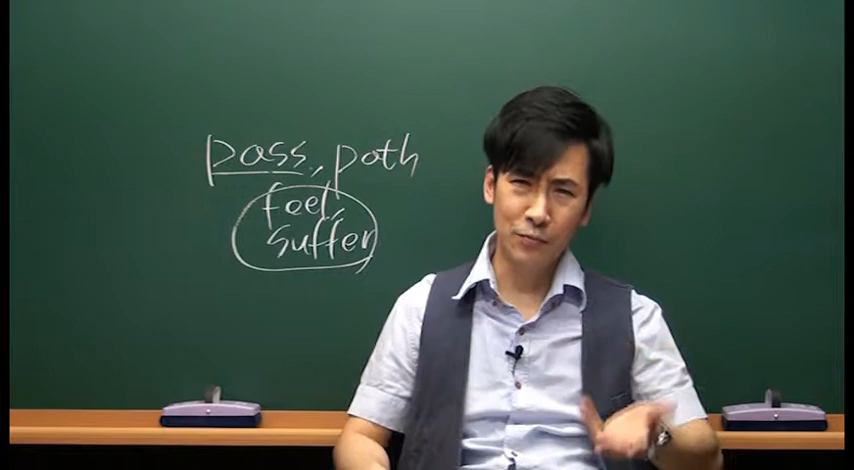 pass, path
feel,
suffer